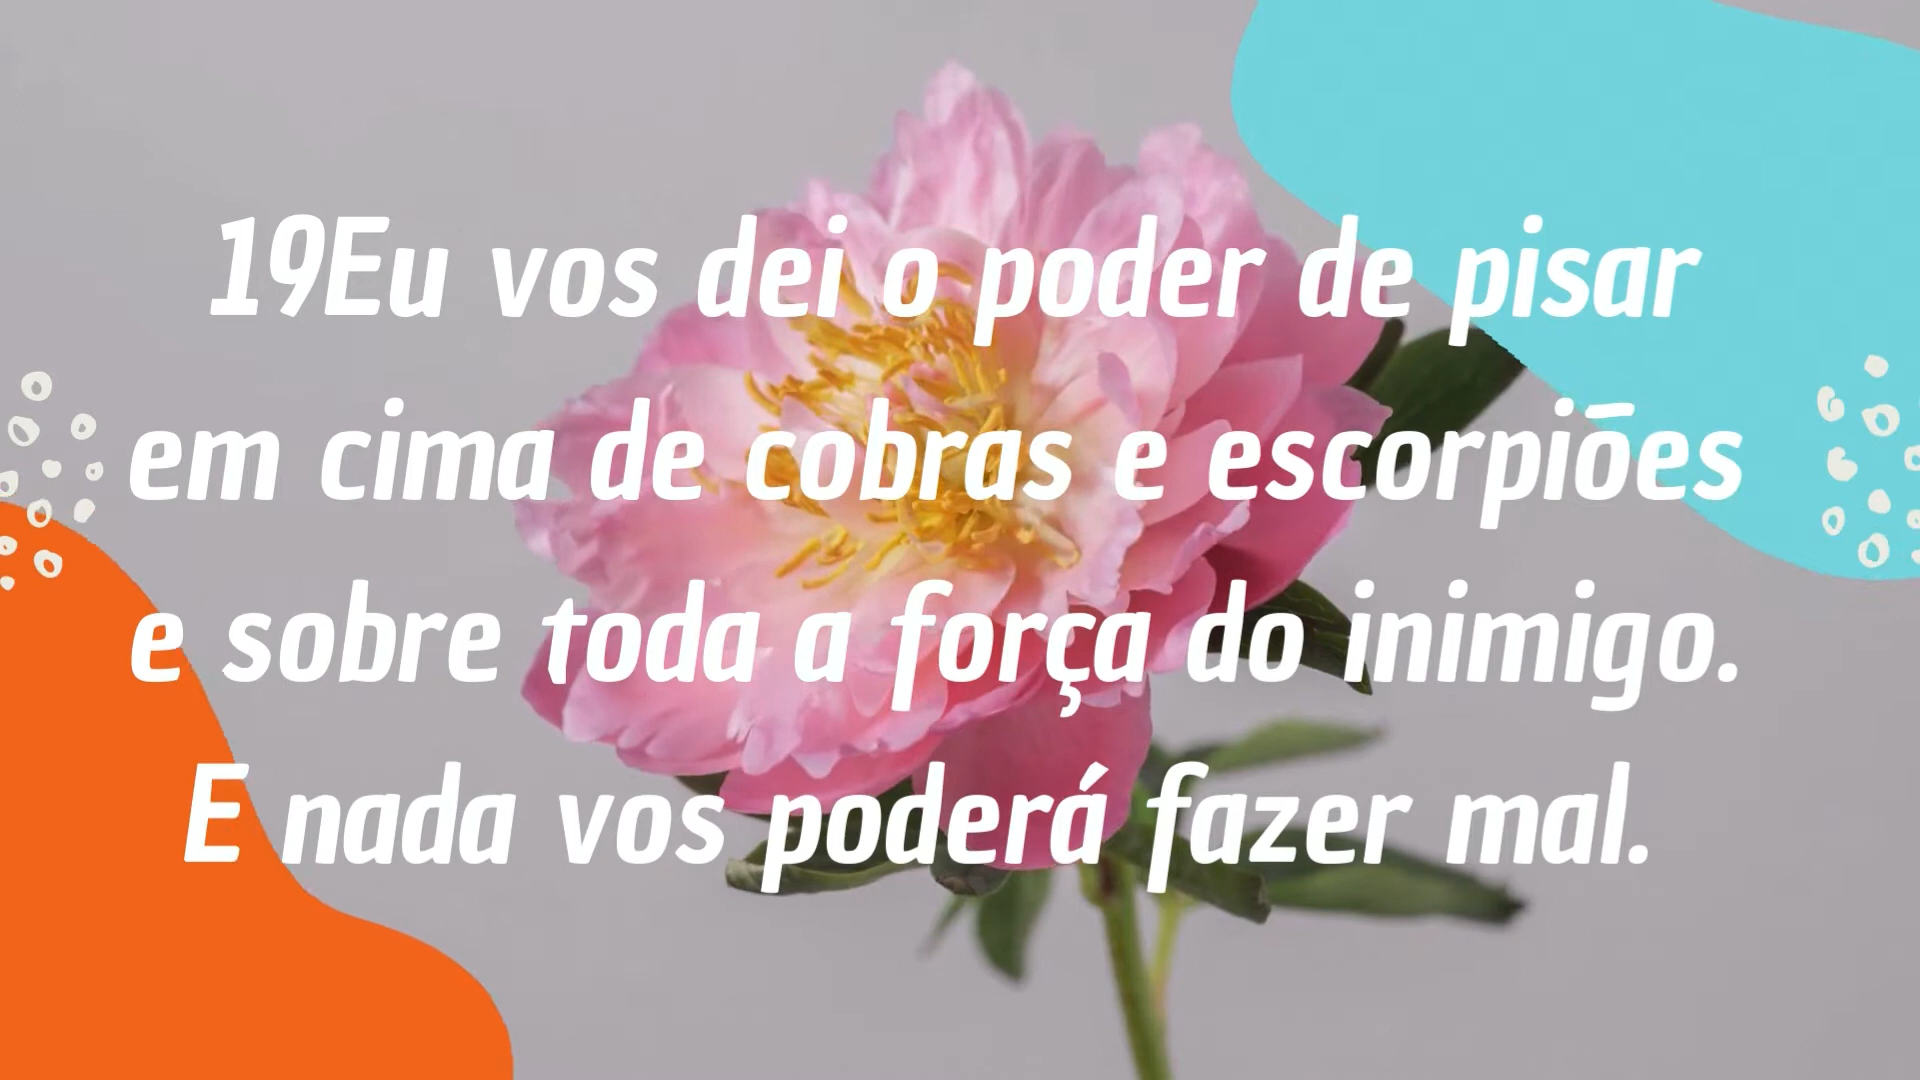 19Eu vos dei o poder de pisar
em cima de cobras e escorpiões
e sobre toda a força do inimigo.
E nada vos poderá fazer mal.